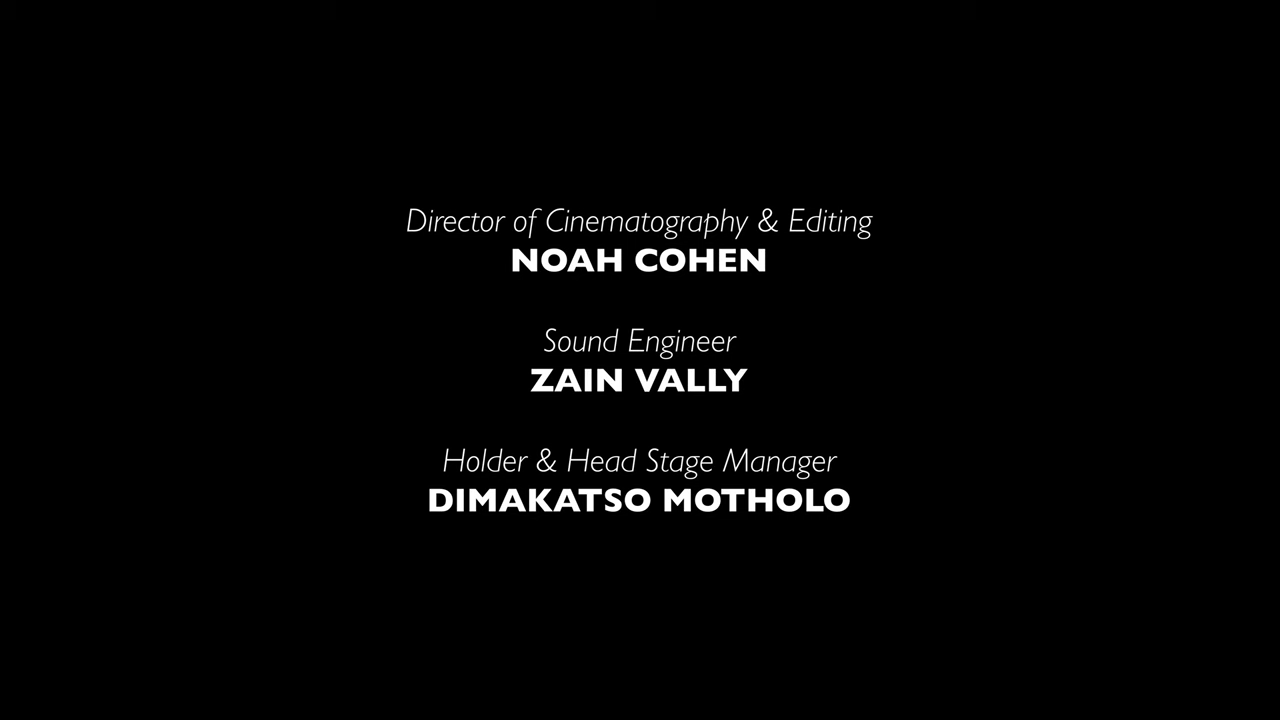 Director of Cinematography & Editing
NOAH COHEN
Sound Engineer
ZAIN VALLY
Holder & Head Stage Manager
DIMAKATSO MOTHOLO